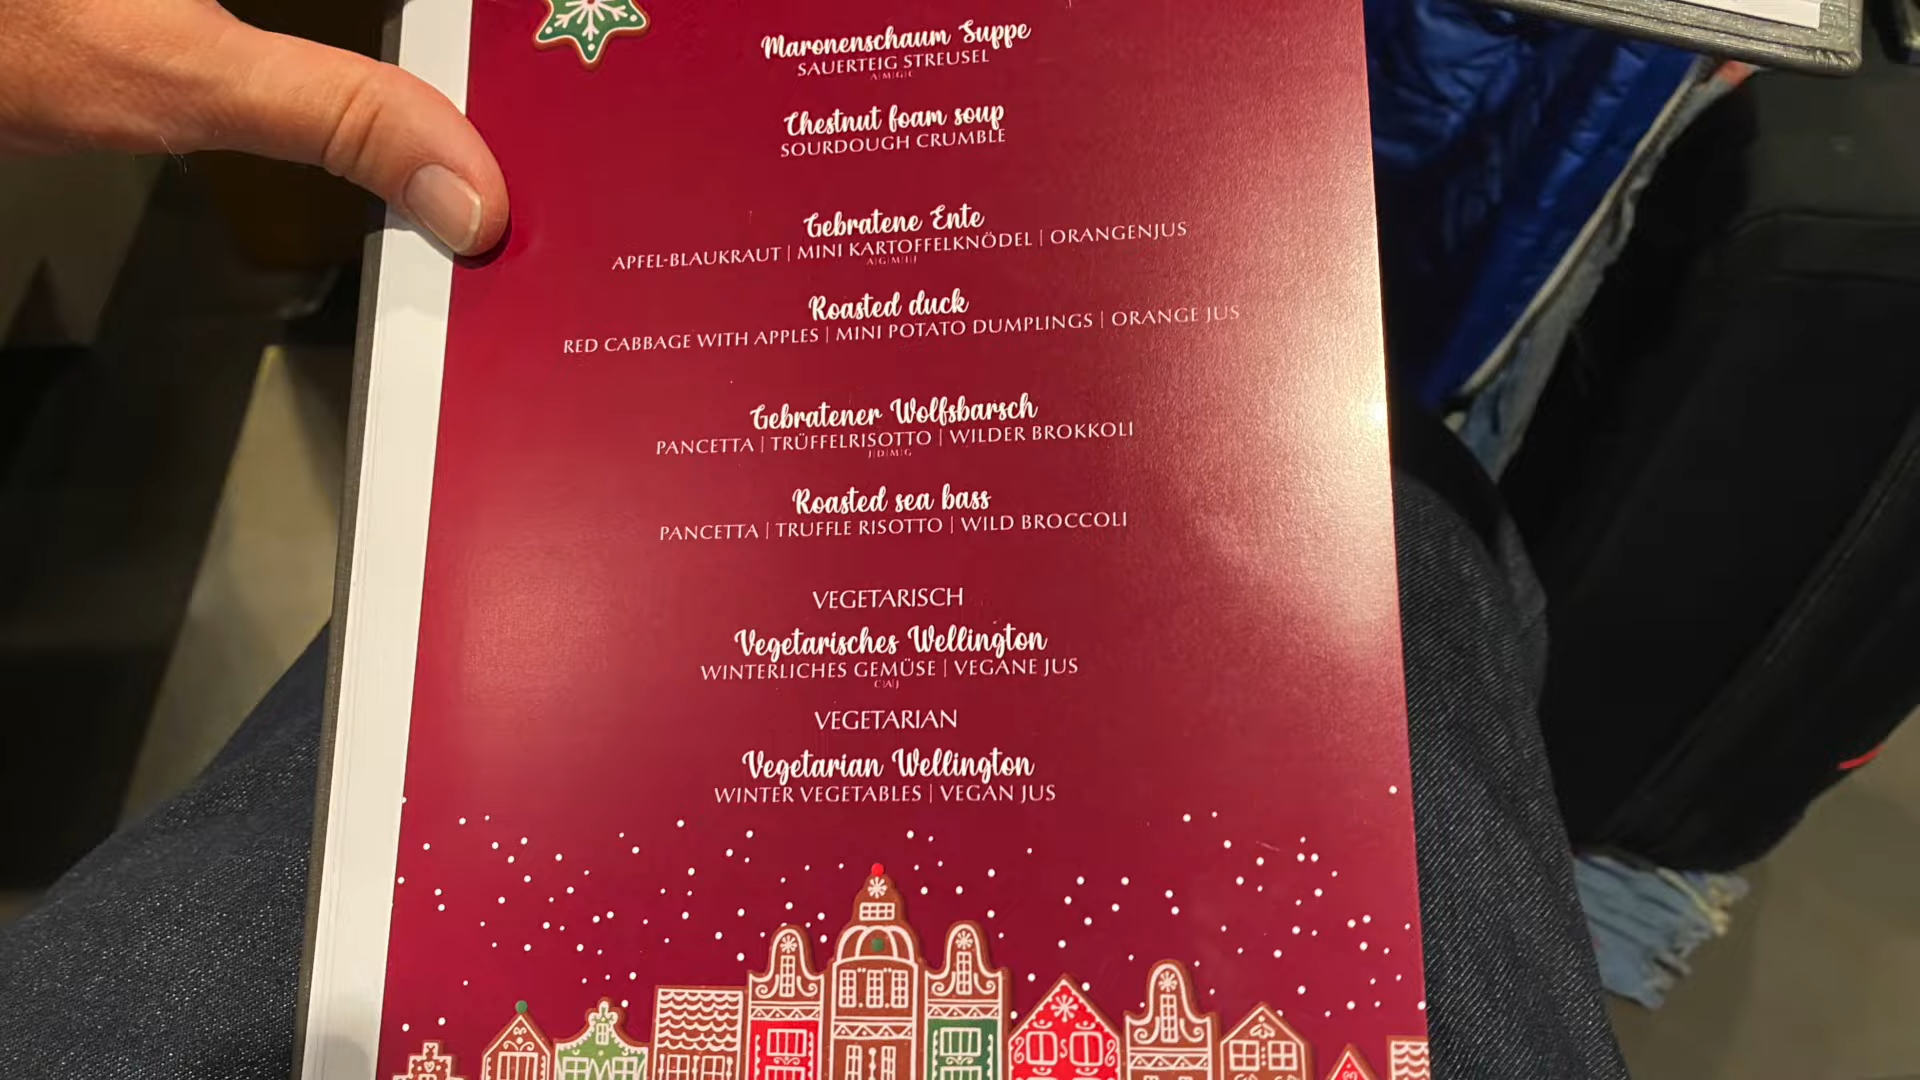 Maronenschaum Suppe
SAUERTEIG STREUSEL
A|M|G|C
Chestnut foam soup
SOURDOUGH CRUMBLE
Gebratene Ente
APFEL-BLAUKRAUT | MINI KARTOFFELKNÖDEL | ORANGENJUS
Roasted duck
RED CABBAGE WITH APPLES | MINI POTATO DUMPLINGS | ORANGE JUS
Gebratener Wolfsbarsch
PANCETTA | TRÜFFELRISOTTO | WILDER BROKKOLI
J|D|M|G
Roasted sea bass
PANCETTA | TRUFFLE RISOTTO | WILD BROCCOLI
VEGETARISCH
Vegetarisches Wellington
WINTERLICHES GEMÜSE | VEGANE JUS
C|A|J
VEGETARIAN
Vegetarian Wellington
WINTER VEGETABLES | VEGAN JUS